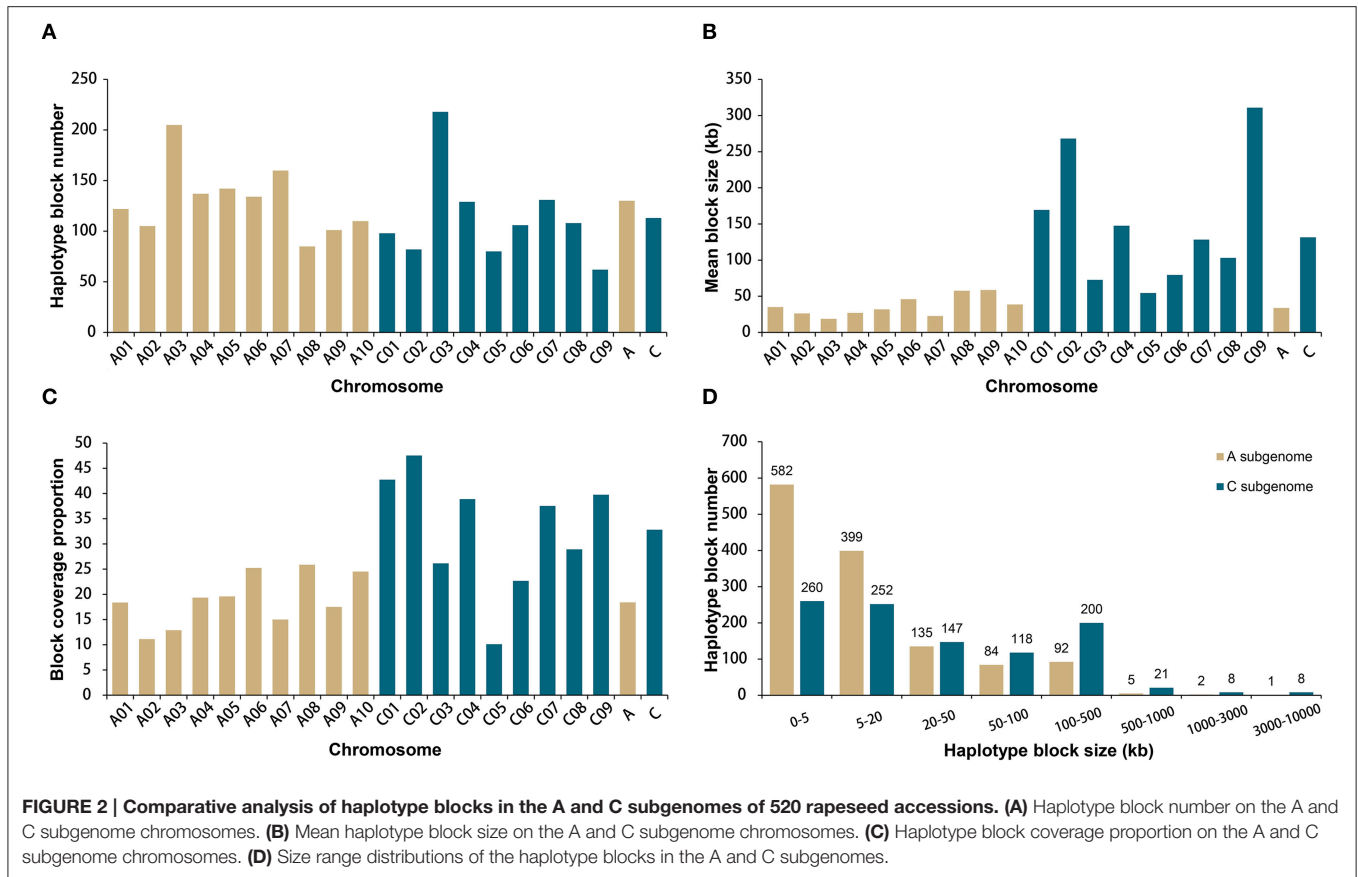 A
Haplotype block number
250
200
150
100
50
0
A01 A02 A03 A04 A05 A06 A07 A08 A09 A10 C01 C02 C03 C04 C05 C06 C07 C08 C09 A C
Chromosome
B
Mean block size (kb)
350
300
250
200
150
100
50
0
A01 A02 A03 A04 A05 A06 A07 A08 A09 A10 C01 C02 C03 C04 C05 C06 C07 C08 C09 A C
Chromosome
C
Block coverage proportion
50
45
40
35
30
25
20
15
10
5
0
A01 A02 A03 A04 A05 A06 A07 A08 A09 A10 C01 C02 C03 C04 C05 C06 C07 C08 C09 A C
Chromosome
D
Haplotype block number
700
600
500
400
300
200
100
0
A subgenome
C subgenome
582 260 399 252 135 147 84 118 92 200 5 21 2 8 1 8
0-5 5-20 20-50 50-100 100-500 500-1000 1000-3000 3000-10000
Haplotype block size (kb)
FIGURE 2 | Comparative analysis of haplotype blocks in the A and C subgenomes of 520 rapeseed accessions. (A) Haplotype block number on the A and
C subgenome chromosomes. (B) Mean haplotype block size on the A and C subgenome chromosomes. (C) Haplotype block coverage proportion on the A and C
subgenome chromosomes. (D) Size range distributions of the haplotype blocks in the A and C subgenomes.